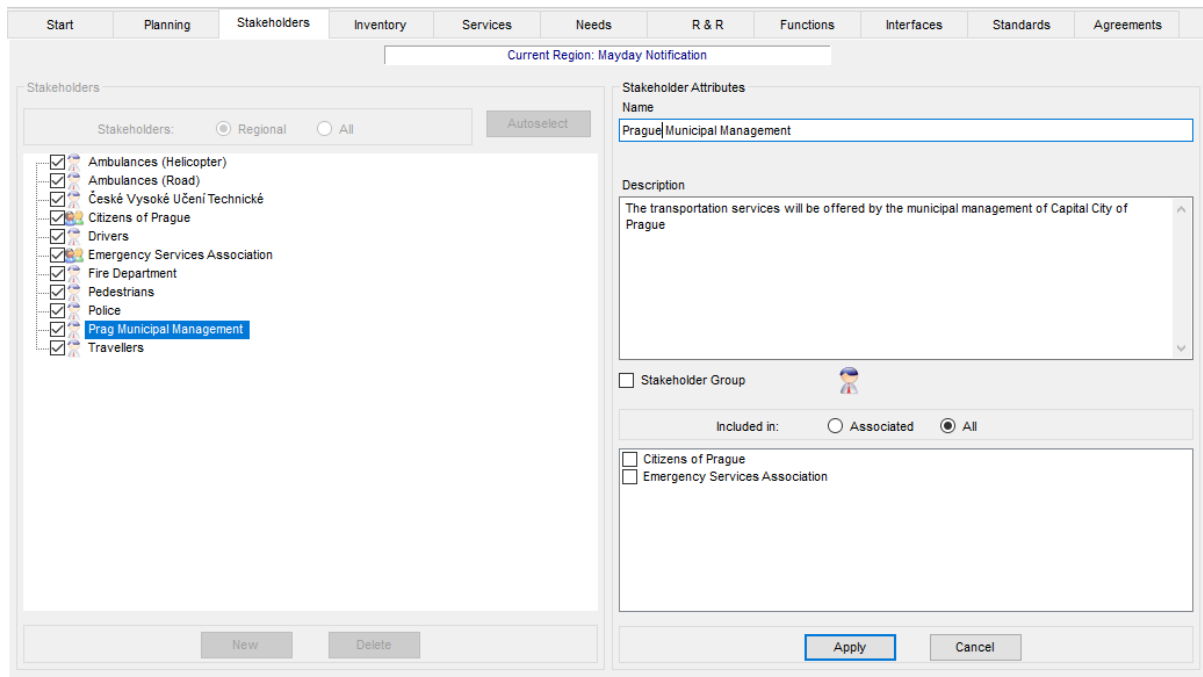 Start Planning Stakeholders Inventory Services Needs R & R Functions Interfaces Standards Agreements
Current Region: Mayday Notification
Stakeholders
Stakeholders: Regional All
Autoselect
Ambulances (Helicopter)
Ambulances (Road)
České Vysoké Učení Technické
Citizens of Prague
Drivers
Emergency Services Association
Fire Department
Pedestrians
Police
Prag Municipal Management
Travellers
New Delete
Stakeholder Attributes
Name
Prague Municipal Management
Description
The transportation services will be offered by the municipal management of Capital City of
Prague
Stakeholder Group
Included in: Associated All
Citizens of Prague
Emergency Services Association
Apply Cancel